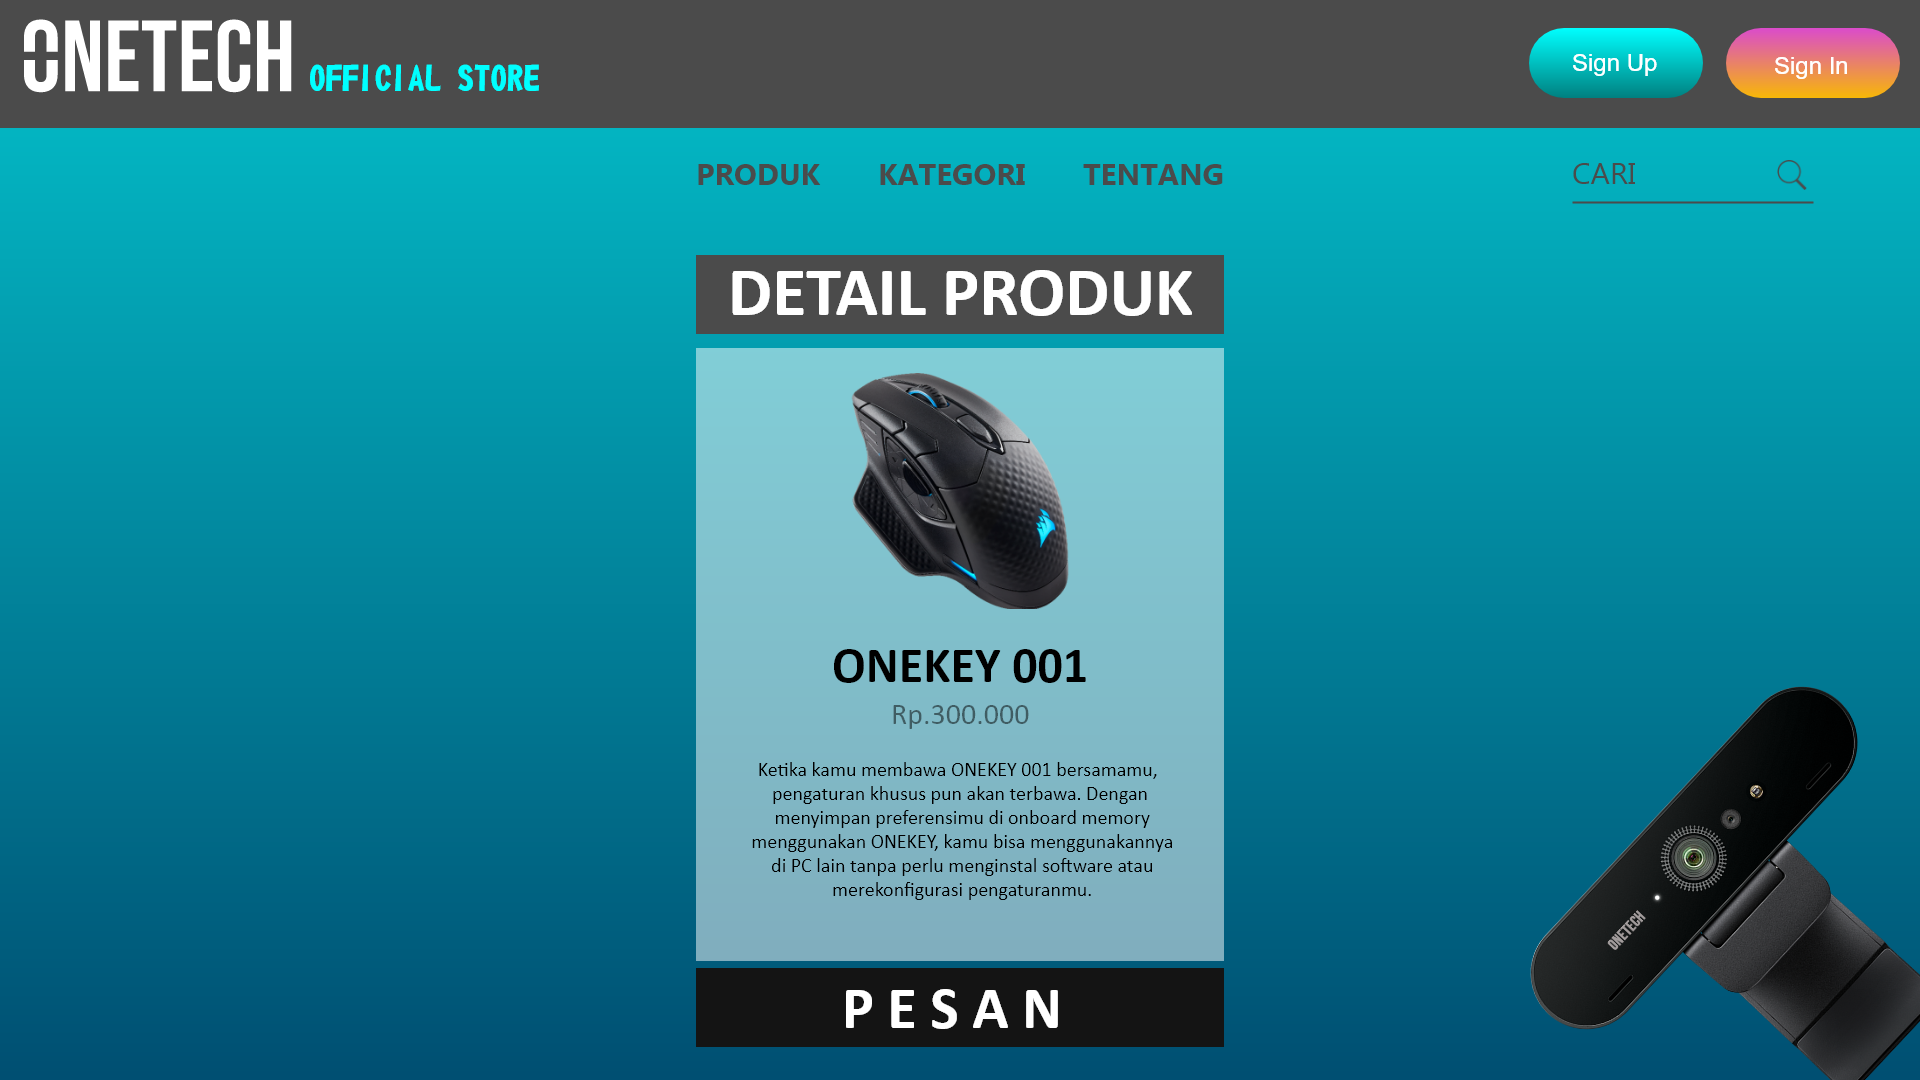 ONETECH OFFICIAL STORE
Sign Up
Sign In
PRODUK KATEGORI TENTANG
CARI
DETAIL PRODUK
ONEKEY 001
Rp.300.000
Ketika kamu membawa ONEKEY 001 bersamamu,
pengaturan khusus pun akan terbawa. Dengan
menyimpan preferensimu di onboard memory
menggunakan ONEKEY, kamu bisa menggunakannya
di PC lain tanpa perlu menginstal software atau
merekonfigurasi pengaturanmu.
ONETECH
PESAN